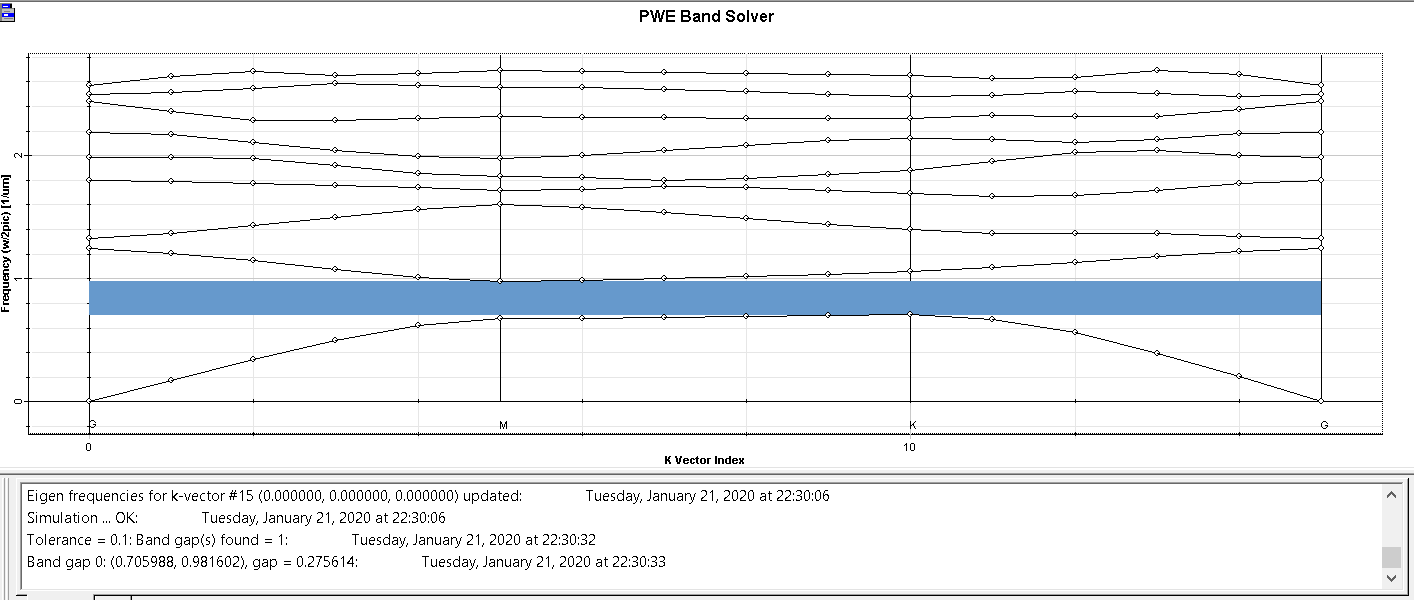 PWE Band Solver
Frequency (w/2pic) [1/um]
2
1
0
G M K G
0 10
K Vector Index
Eigen frequencies for k-vector #15 (0.000000, 0.000000, 0.000000) updated: Tuesday, January 21, 2020 at 22:30:06
Simulation ... OK: Tuesday, January 21, 2020 at 22:30:06
Tolerance = 0.1: Band gap(s) found = 1: Tuesday, January 21, 2020 at 22:30:32
Band gap 0: (0.705988, 0.981602), gap = 0.275614: Tuesday, January 21, 2020 at 22:30:33